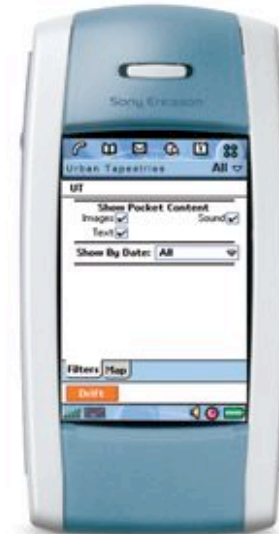 Sony Ericsson
Urban Tapestries All
UT
Show Pocket Content
Images Sound
Text
Show By Date: All
Filters Map
Drift